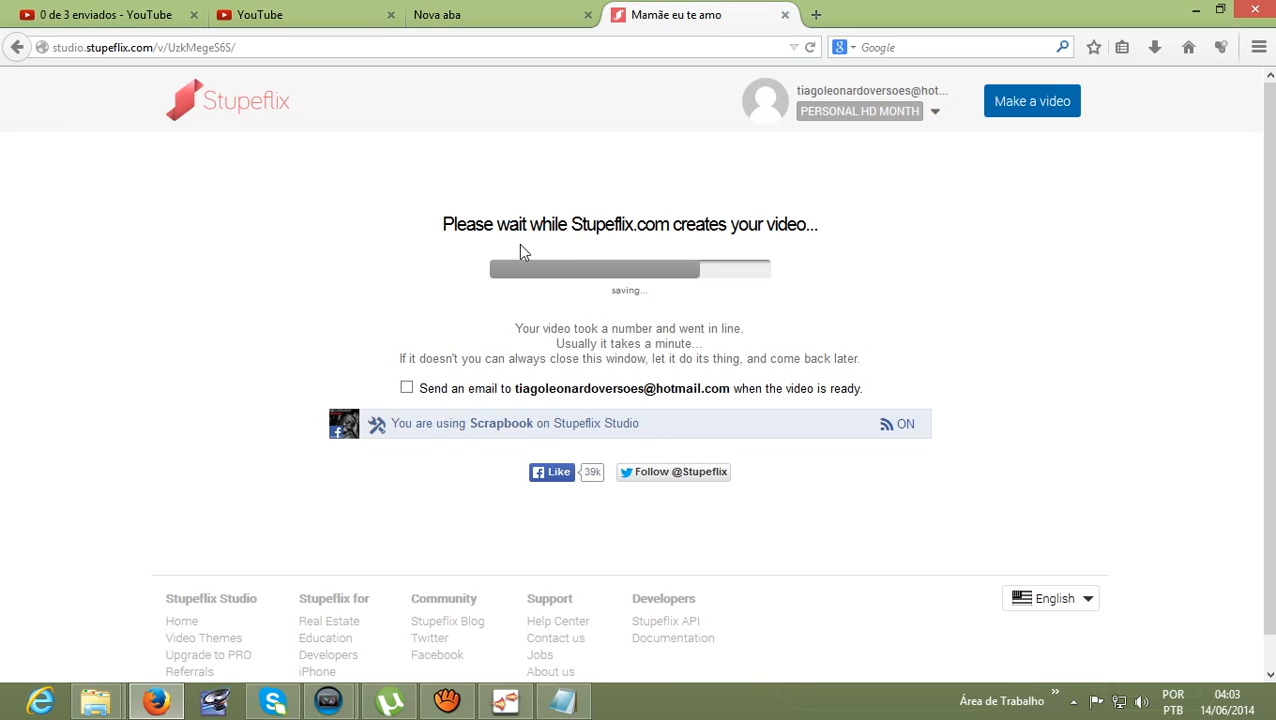 0 de 3 enviados - YouTube
YouTube
Nova aba
Mamãe eu te amo
studio.stupeflix.com/v/UzkMegeS6S/
Google
Stupeflix
tiagoleonardoversoes@hot...
PERSONAL HD MONTH
Make a video
Please wait while Stupeflix.com creates your video...
saving...
Your video took a number and went in line.
Usually it takes a minute...
If it doesn't you can always close this window, let it do its thing, and come back later.
Send an email to tiagoleonardoversoes@hotmail.com when the video is ready.
You are using Scrapbook on Stupeflix Studio
ON
Like
39k
Follow @Stupeflix
Stupeflix Studio
Home
Video Themes
Upgrade to PRO
Referrals
Stupeflix for
Real Estate
Education
Developers
iPhone
Community
Stupeflix Blog
Twitter
Facebook
Support
Help Center
Contact us
Jobs
About us
Developers
Stupeflix API
Documentation
English
Área de Trabalho
POR
PTB
04:03
14/06/2014